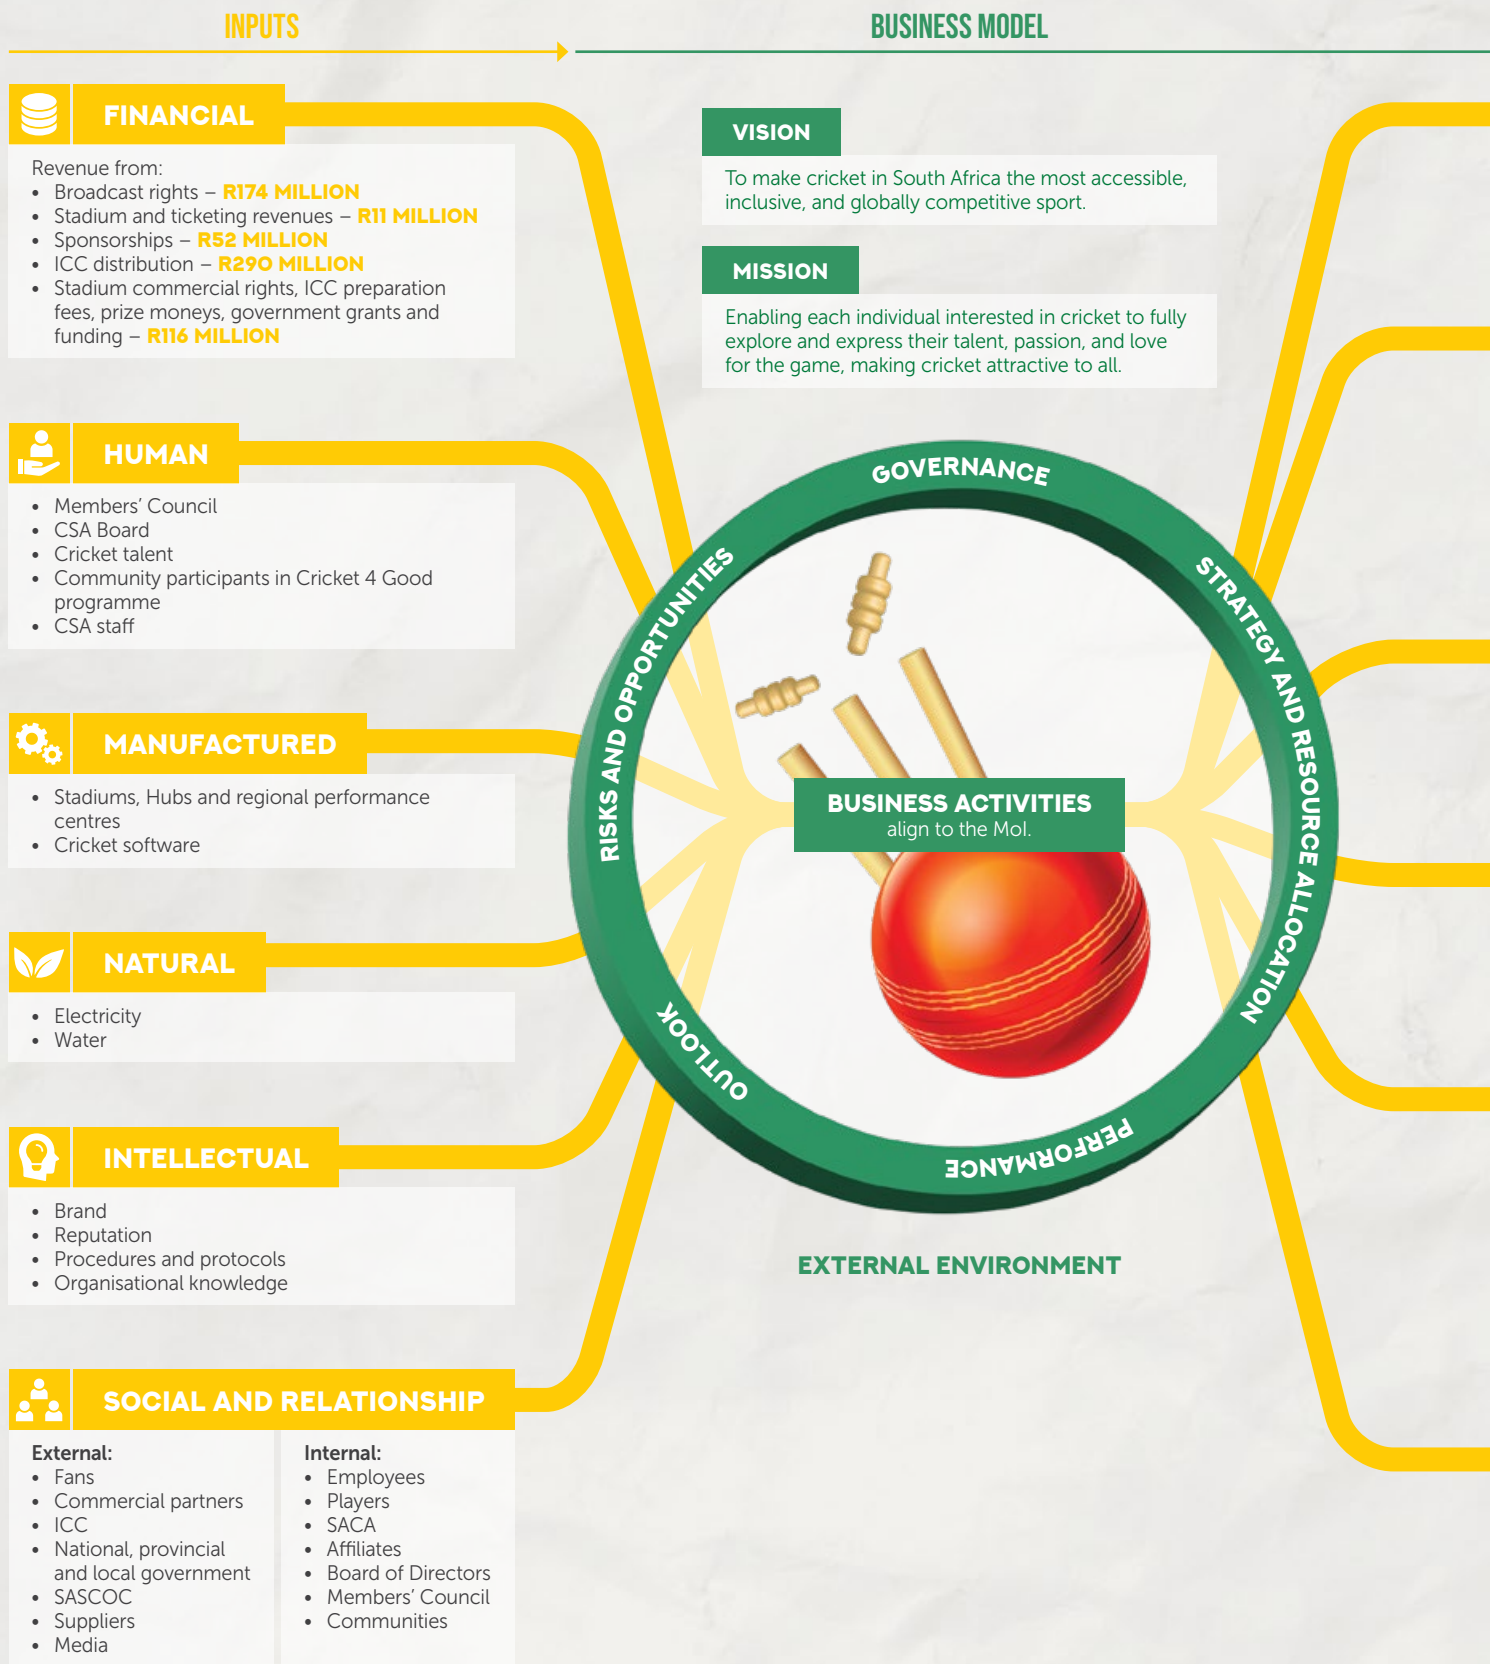 INPUTS
BUSINESS MODEL
FINANCIAL
Revenue from:
• Broadcast rights – R174 MILLION
• Stadium and ticketing revenues – R11 MILLION
• Sponsorships – R52 MILLION
• ICC distribution – R290 MILLION
• Stadium commercial rights, ICC preparation
fees, prize moneys, government grants and
funding – R116 MILLION
HUMAN
• Members' Council
• CSA Board
• Cricket talent
• Community participants in Cricket 4 Good
programme
• CSA staff
MANUFACTURED
• Stadiums, Hubs and regional performance
centres
• Cricket software
NATURAL
• Electricity
• Water
INTELLECTUAL
• Brand
• Reputation
• Procedures and protocols
• Organisational knowledge
SOCIAL AND RELATIONSHIP
External:
• Fans
• Commercial partners
• ICC
• National, provincial
and local government
• SASCOC
• Suppliers
• Media
Internal:
• Employees
• Players
• SACA
• Affiliates
• Board of Directors
• Members' Council
• Communities
VISION
To make cricket in South Africa the most accessible,
inclusive, and globally competitive sport.
MISSION
Enabling each individual interested in cricket to fully
explore and express their talent, passion, and love
for the game, making cricket attractive to all.
GOVERNANCE
STRATEGY AND RESOURCE ALLOCATION
PERFORMANCE
OUTLOOK
RISKS AND OPPORTUNITIES
BUSINESS ACTIVITIES
align to the MoI.
EXTERNAL ENVIRONMENT